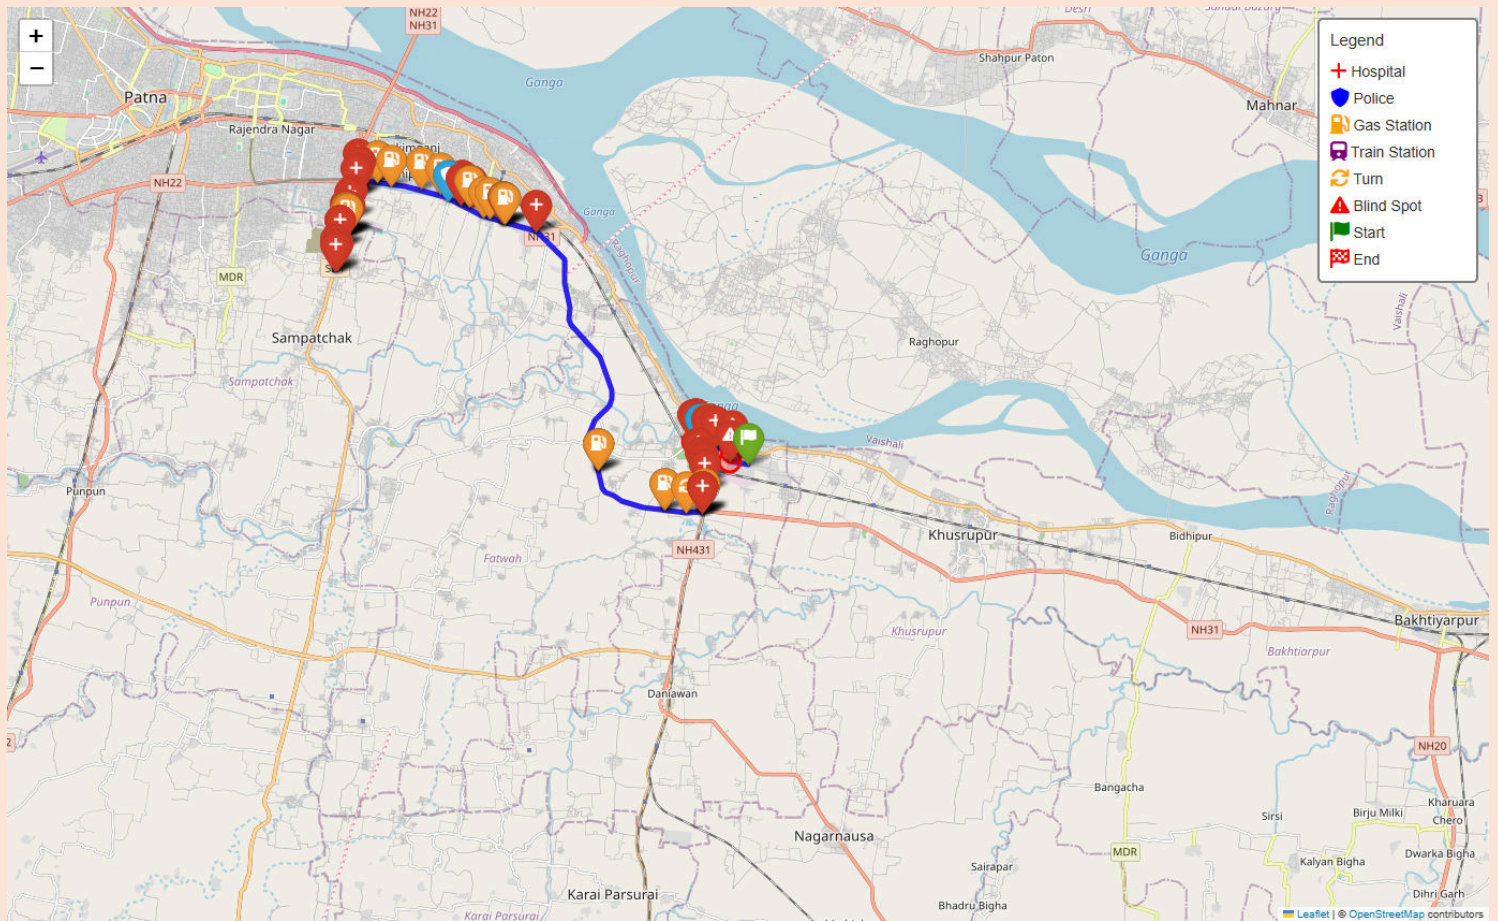 +
−
NH22
NH31
Desri
Shahpur Paton
Ganga
Patna
Rajendra Nagar
Mahnar
NH22
Ganga
NH31
Raghopur
Ganga
MDR
Sampatchak
Sampatchak
Vaishali
Raghopur
Vaishali
Raghopur
Punpun
Khusrupur
Bidhipur
NH431
Fatwah
Punpun
Khusrupur
NH31
Bakhtiyarpur
Bakhtiarpur
Daniawan
NH20
Bangacha
Nagarnausa
Sirsi
Birju Milki
Kharuara
Chero
MDR
Kalyan Bigha
Dwarka Bigha
Sairapar
Karai Parsurai
Bhadru Bigha
Dihri Garh
Karai Parsurai
Legend
Hospital
Police
Gas Station
Train Station
Turn
Blind Spot
Start
End
Leaflet | © OpenStreetMap contributors